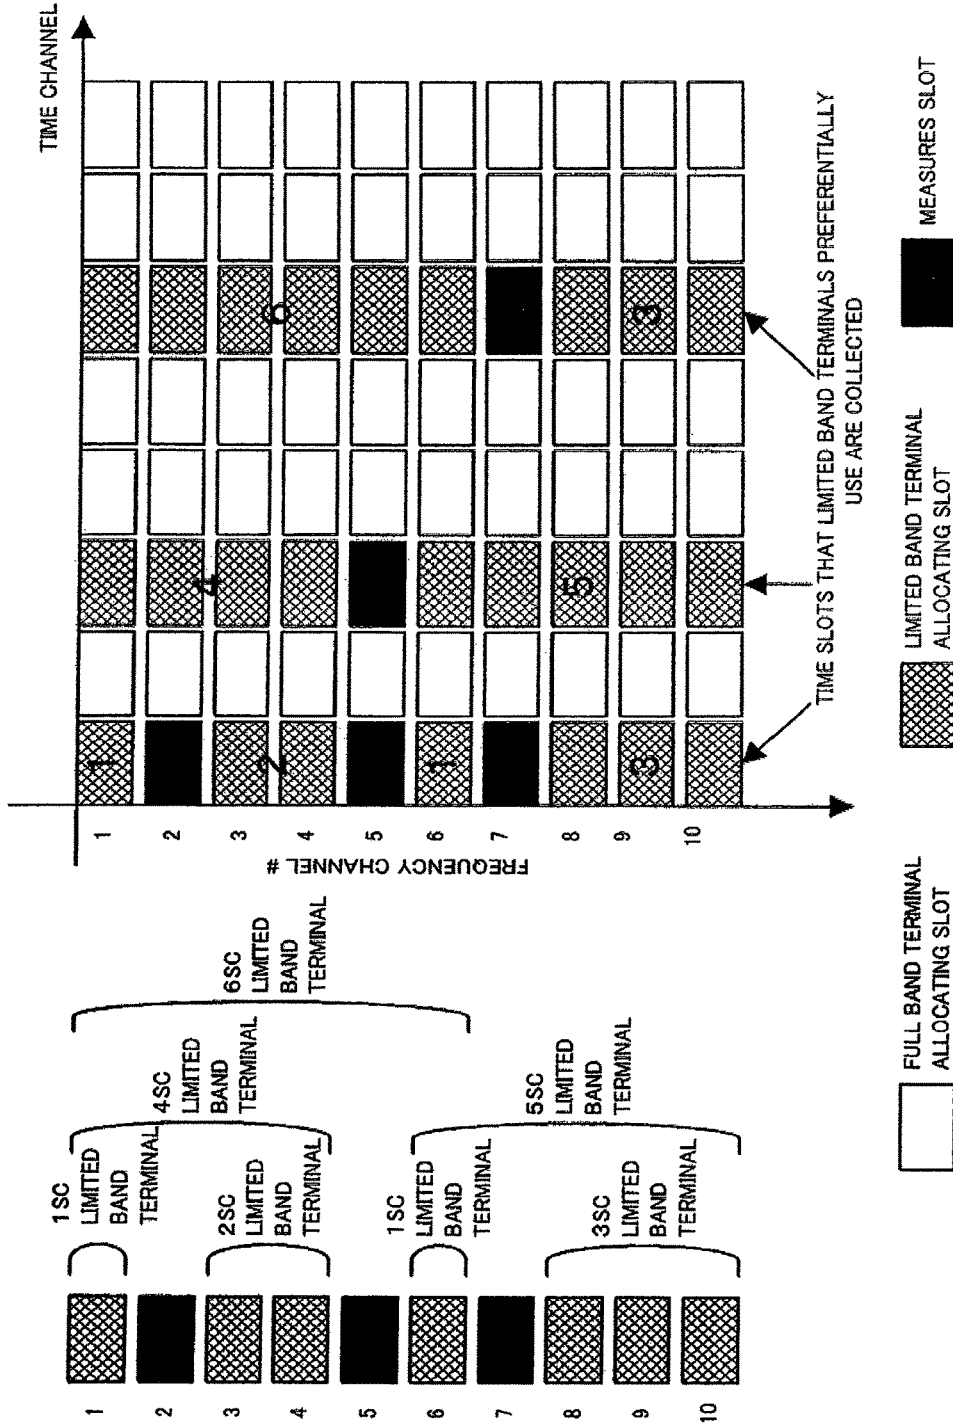 1
2
3
4
5
6
7
8
9
10
1SC
LIMITED
BAND
TERMINAL
2SC
LIMITED
BAND
TERMINAL
1SC
LIMITED
BAND
TERMINAL
3SC
LIMITED
BAND
TERMINAL
4SC
LIMITED
BAND
TERMINAL
5SC
LIMITED
BAND
TERMINAL
6SC
LIMITED
BAND
TERMINAL
FREQUENCY CHANNEL #
1
2
3
4
5
6
7
8
9
10
TIME CHANNEL
1
2
1
3
4
5
6
3
TIME SLOTS THAT LIMITED BAND TERMINALS PREFERENTIALLY
USE ARE COLLECTED
FULL BAND TERMINAL
ALLOCATING SLOT
LIMITED BAND TERMINAL
ALLOCATING SLOT
MEASURES SLOT